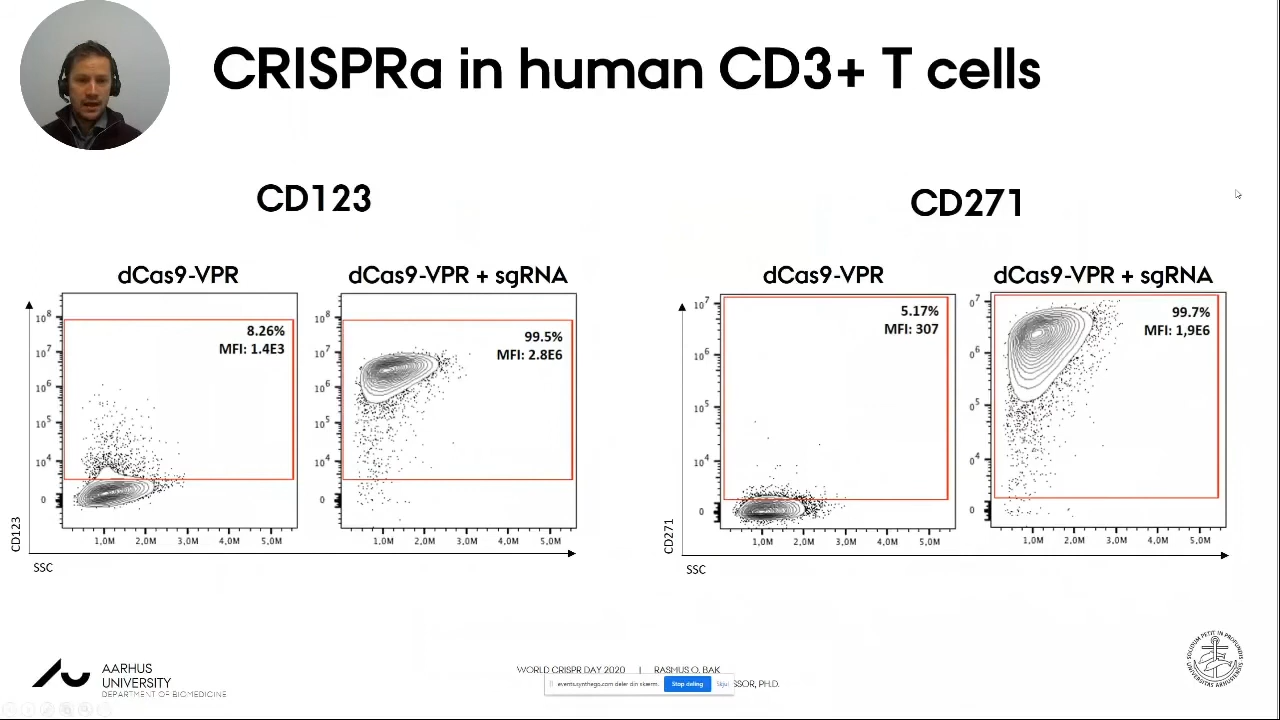 CRISPRa in human CD3+ T cells
CD123
CD271
dCas9-VPR
dCas9-VPR + sgRNA
dCas9-VPR
dCas9-VPR + sgRNA
10⁸
10⁷
10⁶
10⁵
10⁴
0
8.26%
MFI: 1.4E3
1,0M 2,0M 3,0M 4,0M 5,0M
10⁸
10⁷
10⁶
10⁵
10⁴
0
99.5%
MFI: 2.8E6
1,0M 2,0M 3,0M 4,0M 5,0M
CD123
SSC
10⁷
10⁶
10⁵
10⁴
0
5.17%
MFI: 307
1,0M 2,0M 3,0M 4,0M 5,0M
0⁷
0⁶
0⁵
0⁴
0
99.7%
MFI: 1,9E6
1,0M 2,0M 3,0M 4,0M 5,0M
CD271
SSC
AARHUS
UNIVERSITY
DEPARTMENT OF BIOMEDICINE
WORLD CRISPR DAY 2020 | RASMUS O. BAK
SSOR, PH.D.
events.synthego.com deler din skærm.
Stop deling
Skjul